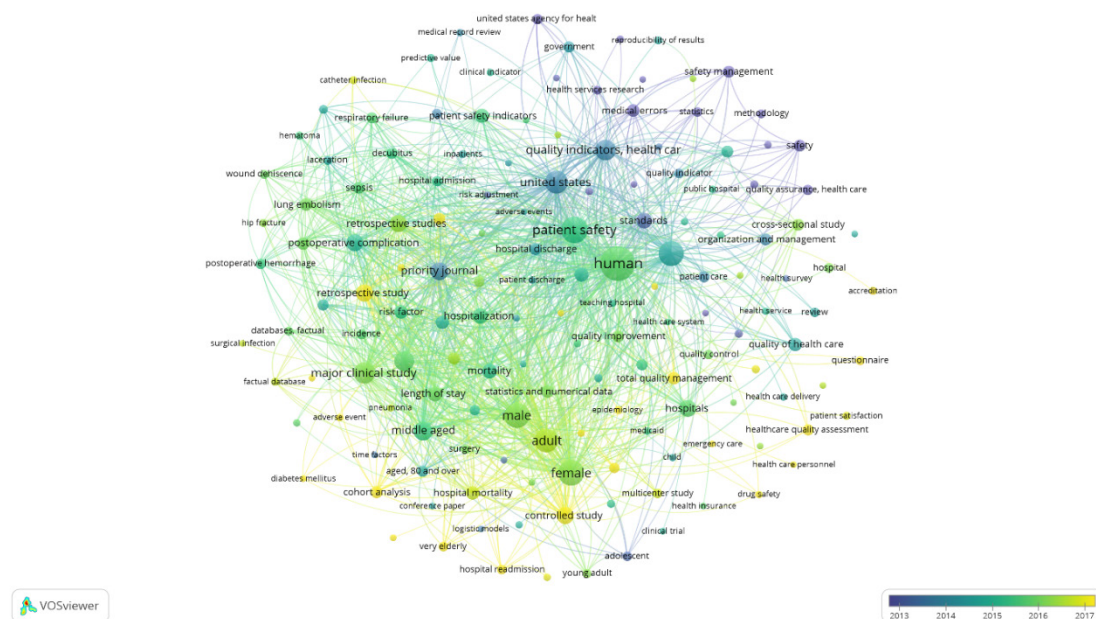 united states agency for healt
medical record review
government
reproducibility of results
predictive value
clinical indicator
safety management
catheter infection
health services research
medical errors
statistics
methodology
respiratory failure
patient safety indicators
hematoma
quality indicators, health car
safety
laceration
decubitus
inpatients
wound dehiscence
hospital admission
united states
quality indicator
sepsis
risk adjustment
public hospital
quality assurance, health care
lung embolism
adverse events
hip fracture
retrospective studies
patient safety
standards
cross-sectional study
postoperative complication
hospital discharge
organization and management
postoperative hemorrhage
priority journal
human
hospital
patient discharge
patient care
health survey
retrospective study
accreditation
teaching hospital
risk factor
hospitalization
health service
review
health care system
databases, factual
incidence
quality improvement
surgical infection
quality of health care
quality control
questionnaire
major clinical study
mortality
factual database
total quality management
length of stay
statistics and numerical data
health care delivery
pneumonia
epidemiology
hospitals
adverse event
male
patient satisfaction
middle aged
medicaid
healthcare quality assessment
adult
emergency care
surgery
time factors
child
aged, 80 and over
female
health care personnel
diabetes mellitus
cohort analysis
hospital mortality
multicenter study
drug safety
conference paper
health insurance
controlled study
logistic models
clinical trial
very elderly
adolescent
hospital readmission
young adult
VOSviewer
2013 2014 2015 2016 2017